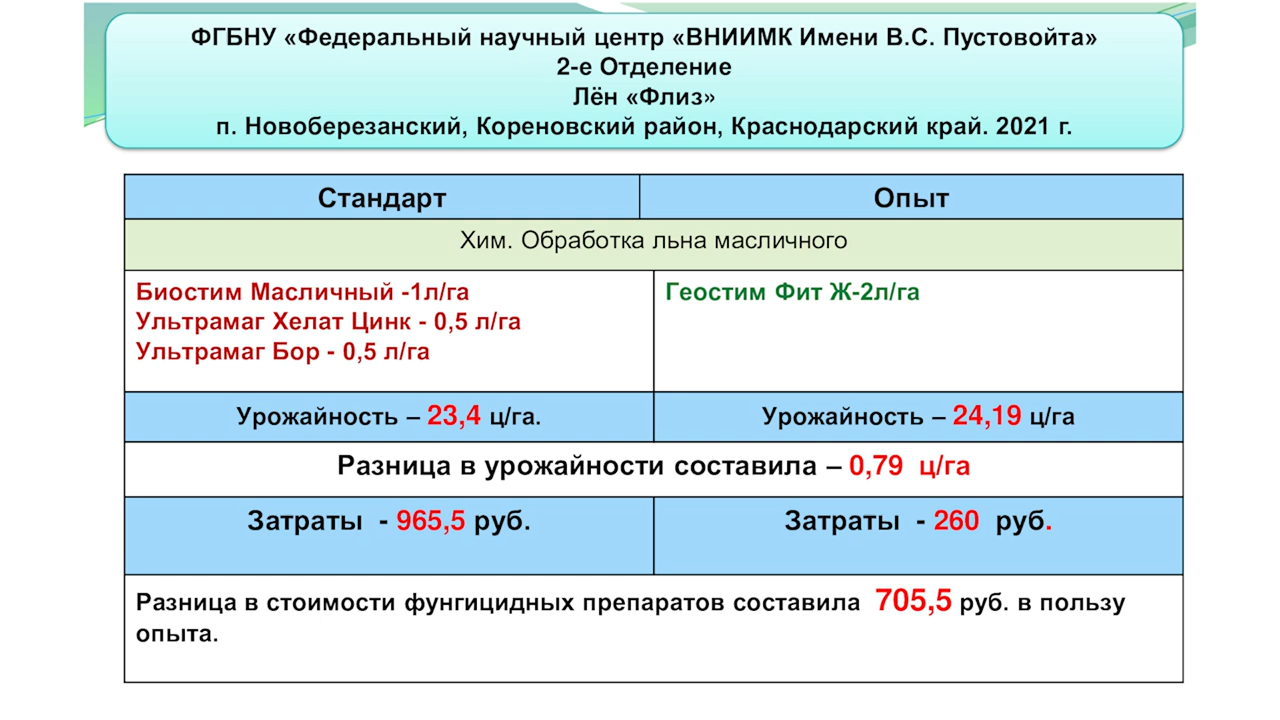 ФГБНУ «Федеральный научный центр «ВНИИМК Имени В.С. Пустовойта»
2-е Отделение
Лён «Флиз»
п. Новоберезанский, Кореновский район, Краснодарский край. 2021 г.
Стандарт Опыт
Хим. Обработка льна масличного
Биостим Масличный -1л/га
Ультрамаг Хелат Цинк - 0,5 л/га
Ультрамаг Бор - 0,5 л/га
Геостим Фит Ж-2л/га
Урожайность – 23,4 ц/га. Урожайность – 24,19 ц/га
Разница в урожайности составила – 0,79 ц/га
Затраты - 965,5 руб. Затраты - 260 руб.
Разница в стоимости фунгицидных препаратов составила 705,5 руб. в пользу
опыта.